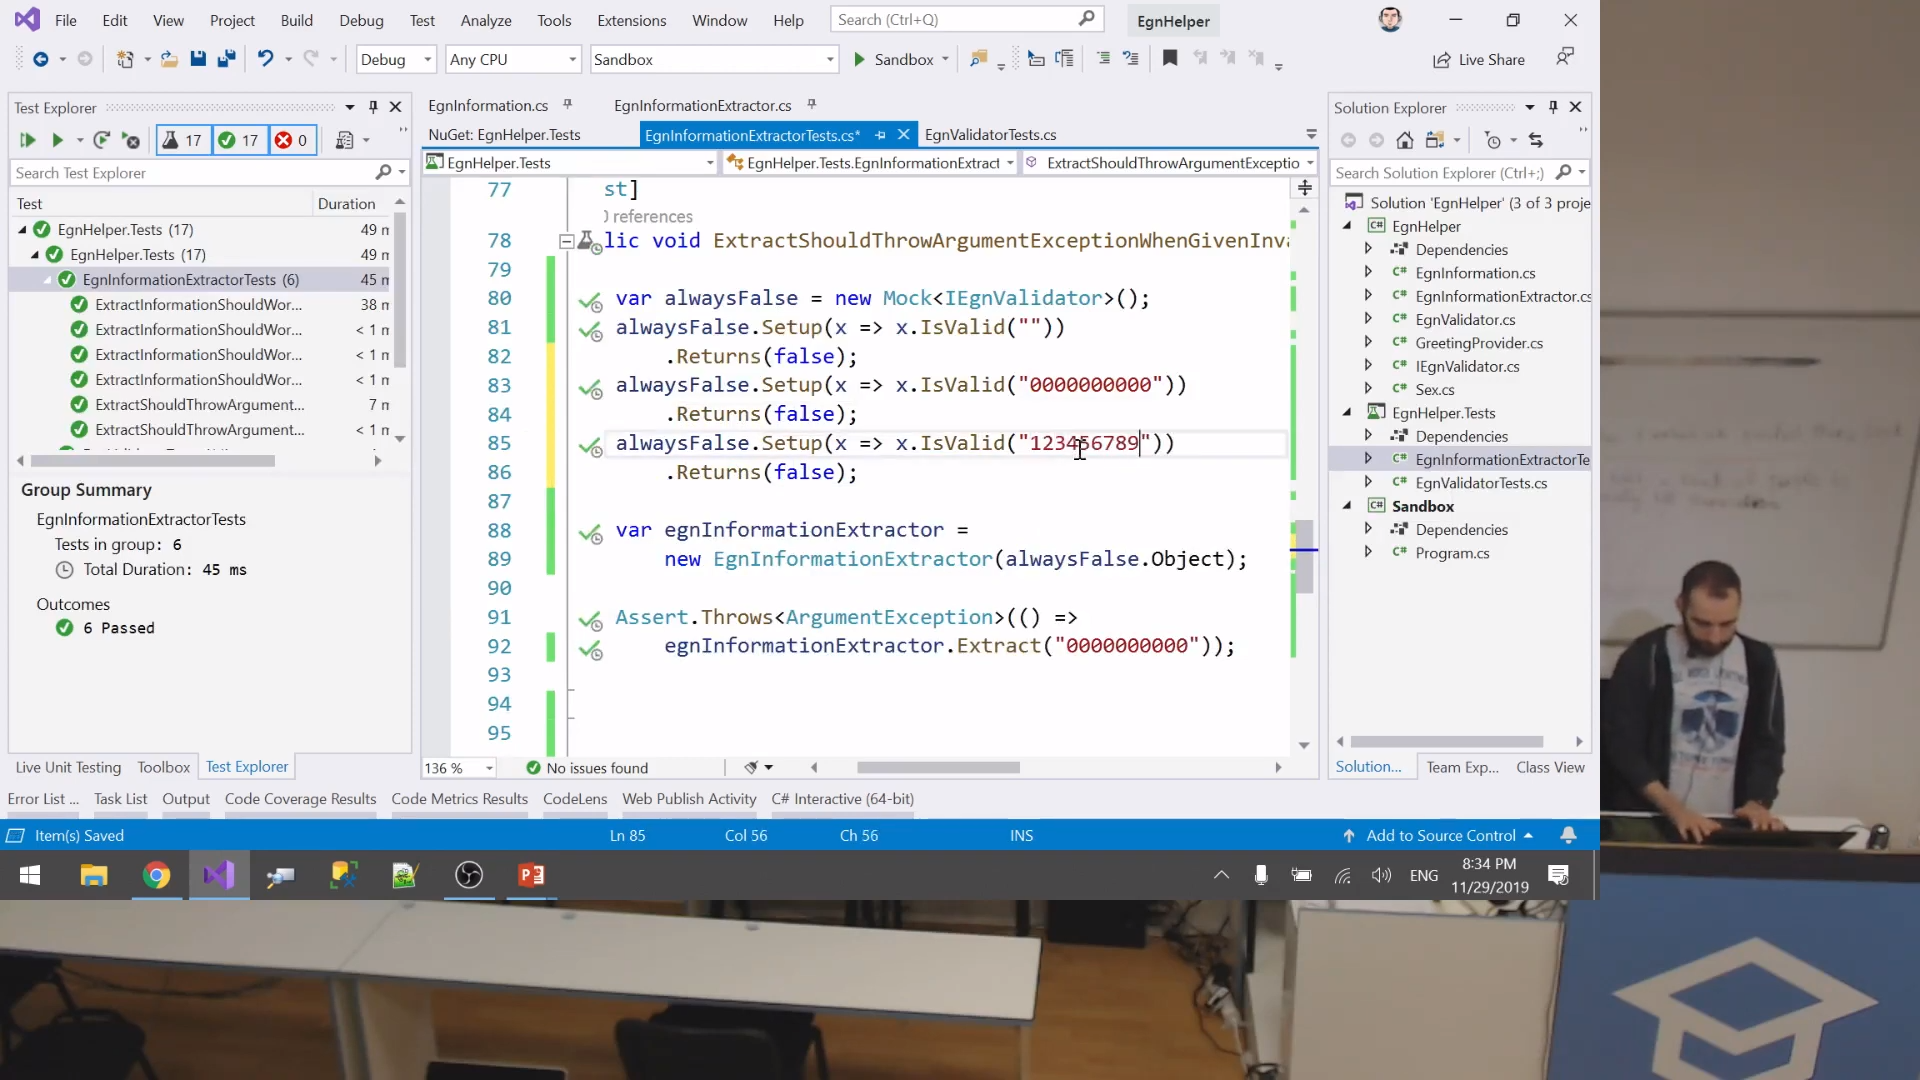 File Edit View Project Build Debug Test Analyze Tools Extensions Window Help Search (Ctrl+Q) EgnHelper
Debug Any CPU Sandbox Sandbox Live Share
Test Explorer
17 17 0
Search Test Explorer
Test Duration
EgnHelper.Tests (17) 49 m
EgnHelper.Tests (17) 49 m
EgnInformationExtractorTests (6) 45 m
ExtractInformationShouldWor... 38 m
ExtractInformationShouldWor... < 1 m
ExtractInformationShouldWor... < 1 m
ExtractInformationShouldWor... < 1 m
ExtractShouldThrowArgument... 7 m
ExtractShouldThrowArgument... < 1 m
Group Summary
EgnInformationExtractorTests
Tests in group: 6
Total Duration: 45 ms
Outcomes
6 Passed
Live Unit Testing Toolbox Test Explorer
EgnInformation.cs EgnInformationExtractor.cs
NuGet: EgnHelper.Tests EgnInformationExtractorTests.cs* EgnValidatorTests.cs
EgnHelper.Tests EgnHelper.Tests.EgnInformationExtract ExtractShouldThrowArgumentExceptio
77 st]
0 references
78 lic void ExtractShouldThrowArgumentExceptionWhenGivenInva
79
80 var alwaysFalse = new Mock<IEgnValidator>();
81 alwaysFalse.Setup(x => x.IsValid(""))
82 .Returns(false);
83 alwaysFalse.Setup(x => x.IsValid("0000000000"))
84 .Returns(false);
85 alwaysFalse.Setup(x => x.IsValid("123456789"))
86 .Returns(false);
87
88 var egnInformationExtractor =
89 new EgnInformationExtractor(alwaysFalse.Object);
90
91 Assert.Throws<ArgumentException>(() =>
92 egnInformationExtractor.Extract("0000000000"));
93
94
95
136 % No issues found
Solution Explorer
Search Solution Explorer (Ctrl+;)
Solution 'EgnHelper' (3 of 3 proje
EgnHelper
Dependencies
EgnInformation.cs
EgnInformationExtractor.cs
EgnValidator.cs
GreetingProvider.cs
IEgnValidator.cs
Sex.cs
EgnHelper.Tests
Dependencies
EgnInformationExtractorTe
EgnValidatorTests.cs
Sandbox
Dependencies
Program.cs
Solution... Team Exp... Class View
Error List ... Task List Output Code Coverage Results Code Metrics Results CodeLens Web Publish Activity C# Interactive (64-bit)
Item(s) Saved Ln 85 Col 56 Ch 56 INS Add to Source Control
ENG 8:34 PM
11/29/2019